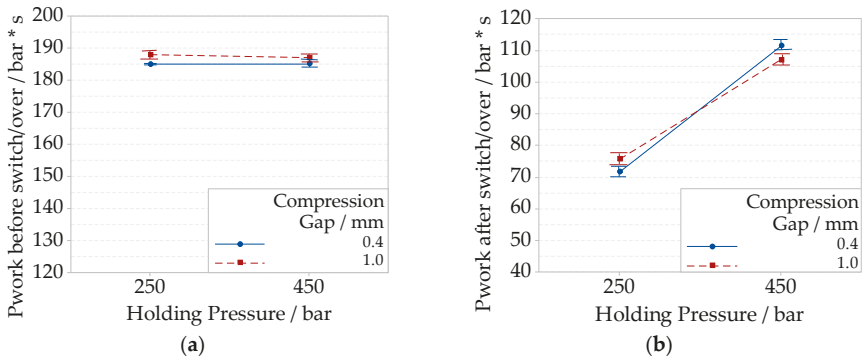 Pwork before switch/over / bar * s
200
190
180
170
160
150
140
130
120
Compression
Gap / mm
0.4
1.0
250
450
Holding Pressure / bar
(a)
Pwork after switch/over / bar * s
120
110
100
90
80
70
60
50
40
Compression
Gap / mm
0.4
1.0
250
450
Holding Pressure / bar
(b)